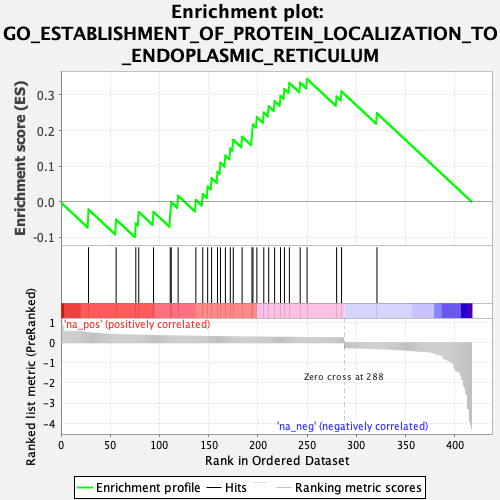 Enrichment plot:
GO_ESTABLISHMENT_OF_PROTEIN_LOCALIZATION_TO
_ENDOPLASMIC_RETICULUM
Enrichment score (ES)
0.3
0.2
0.1
0.0
-0.1
'na_pos' (positively correlated)
Ranked list metric (PreRanked)
1
0
-1
-2
-3
-4
Zero cross at 288
'na_neg' (negatively correlated)
0
50
100
150
200
250
300
350
400
Rank in Ordered Dataset
Enrichment profile
Hits
Ranking metric scores